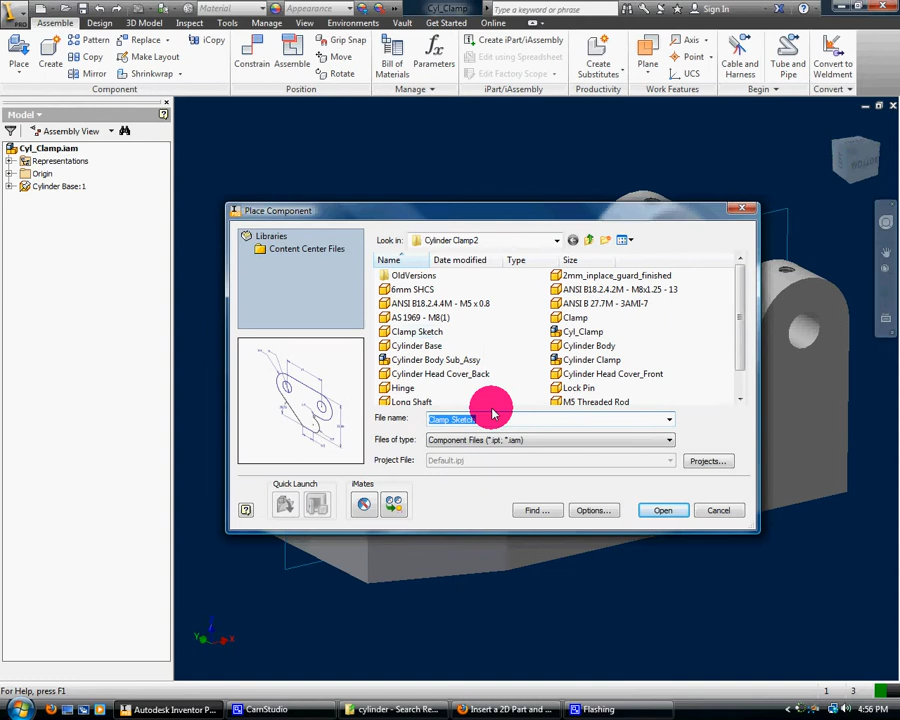 Material
Appearance
Cyl_Clamp
Type a keyword or phrase
Sign In
PRO
Assemble Design 3D Model Inspect Tools Manage View Environments Vault Get Started Online
Place
Create
Pattern
Copy
Mirror
Replace
Make Layout
Shrinkwrap
iCopy
Component
Constrain
Assemble
Grip Snap
Move
Rotate
Position
Bill of Materials
Parameters
Manage
Create iPart/iAssembly
Edit using Spreadsheet
Edit Factory Scope
iPart/iAssembly
Create Substitutes
Productivity
Plane
Axis
Point
UCS
Work Features
Cable and Harness
Tube and Pipe
Begin
Convert to Weldment
Convert
Model
Assembly View
Cyl_Clamp.iam
Representations
Origin
Cylinder Base:1
Place Component
Libraries
Content Center Files
Look in: Cylinder Clamp2
Name Date modified Type Size
OldVersions
6mm SHCS
ANSI B18.2.4.4M - M5 x 0.8
AS 1969 - M8(1)
Clamp Sketch
Cylinder Base
Cylinder Body Sub_Assy
Cylinder Head Cover_Back
Hinge
Long Shaft
2mm_inplace_guard_finished
ANSI B18.2.4.2M - M8x1.25 - 13
ANSI B 27.7M - 3AMI-7
Clamp
Cyl_Clamp
Cylinder Body
Cylinder Clamp
Cylinder Head Cover_Front
Lock Pin
M5 Threaded Rod
File name: Clamp Sketch
Files of type: Component Files (*.ipt; *.iam)
Project File: Default.ipj
Projects...
Quick Launch
iMates
Find ...
Options...
Open
Cancel
Y
X
Z
For Help, press F1
1 3
Autodesk Inventor P...
CamStudio
cylinder - Search Re...
Insert a 2D Part and ...
Flashing
4:56 PM